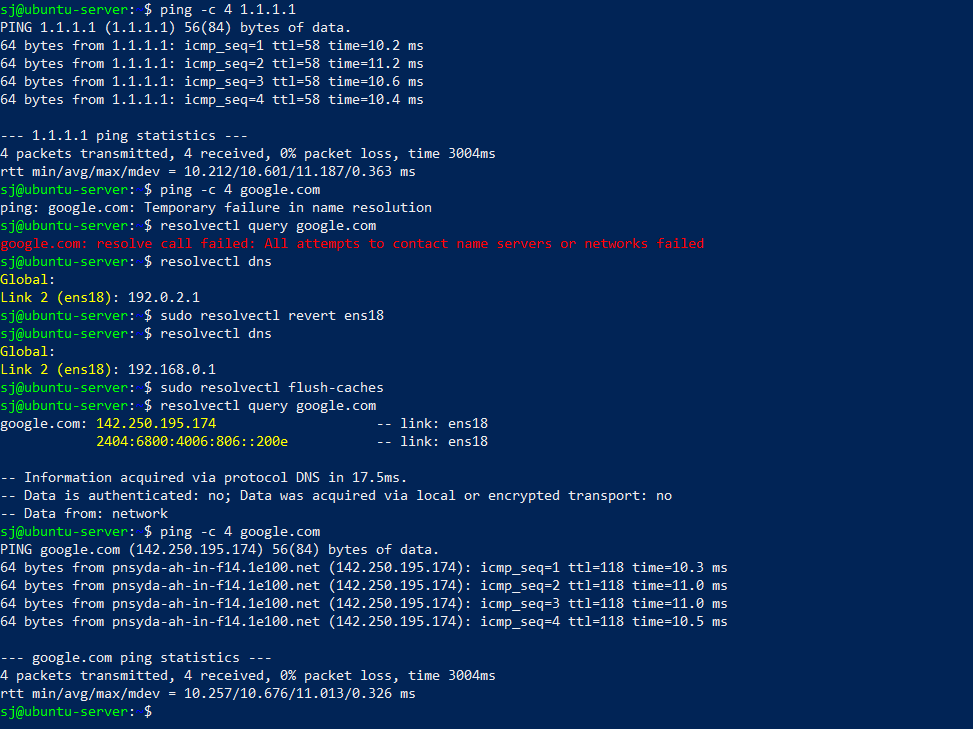 sj@ubuntu-server:~$ ping -c 4 1.1.1.1
PING 1.1.1.1 (1.1.1.1) 56(84) bytes of data.
64 bytes from 1.1.1.1: icmp_seq=1 ttl=58 time=10.2 ms
64 bytes from 1.1.1.1: icmp_seq=2 ttl=58 time=11.2 ms
64 bytes from 1.1.1.1: icmp_seq=3 ttl=58 time=10.6 ms
64 bytes from 1.1.1.1: icmp_seq=4 ttl=58 time=10.4 ms
--- 1.1.1.1 ping statistics ---
4 packets transmitted, 4 received, 0% packet loss, time 3004ms
rtt min/avg/max/mdev = 10.212/10.601/11.187/0.363 ms
sj@ubuntu-server:~$ ping -c 4 google.com
ping: google.com: Temporary failure in name resolution
sj@ubuntu-server:~$ resolvectl query google.com
google.com: resolve call failed: All attempts to contact name servers or networks failed
sj@ubuntu-server:~$ resolvectl dns
Global:
Link 2 (ens18): 192.0.2.1
sj@ubuntu-server:~$ sudo resolvectl revert ens18
sj@ubuntu-server:~$ resolvectl dns
Global:
Link 2 (ens18): 192.168.0.1
sj@ubuntu-server:~$ sudo resolvectl flush-caches
sj@ubuntu-server:~$ resolvectl query google.com
google.com: 142.250.195.174 -- link: ens18
2404:6800:4006:806::200e -- link: ens18
-- Information acquired via protocol DNS in 17.5ms.
-- Data is authenticated: no; Data was acquired via local or encrypted transport: no
-- Data from: network
sj@ubuntu-server:~$ ping -c 4 google.com
PING google.com (142.250.195.174) 56(84) bytes of data.
64 bytes from pnsyda-ah-in-f14.1e100.net (142.250.195.174): icmp_seq=1 ttl=118 time=10.3 ms
64 bytes from pnsyda-ah-in-f14.1e100.net (142.250.195.174): icmp_seq=2 ttl=118 time=11.0 ms
64 bytes from pnsyda-ah-in-f14.1e100.net (142.250.195.174): icmp_seq=3 ttl=118 time=11.0 ms
64 bytes from pnsyda-ah-in-f14.1e100.net (142.250.195.174): icmp_seq=4 ttl=118 time=10.5 ms
--- google.com ping statistics ---
4 packets transmitted, 4 received, 0% packet loss, time 3004ms
rtt min/avg/max/mdev = 10.257/10.676/11.013/0.326 ms
sj@ubuntu-server:~$